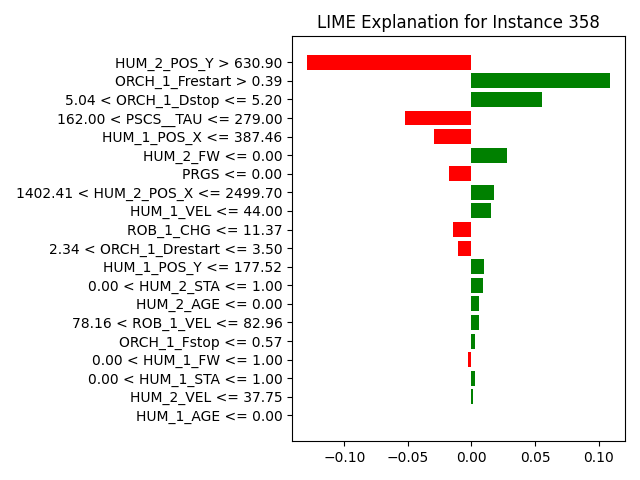 LIME Explanation for Instance 358
HUM_2_POS_Y > 630.90
ORCH_1_Frestart > 0.39
5.04 < ORCH_1_Dstop <= 5.20
162.00 < PSCS__TAU <= 279.00
HUM_1_POS_X <= 387.46
HUM_2_FW <= 0.00
PRGS <= 0.00
1402.41 < HUM_2_POS_X <= 2499.70
HUM_1_VEL <= 44.00
ROB_1_CHG <= 11.37
2.34 < ORCH_1_Drestart <= 3.50
HUM_1_POS_Y <= 177.52
0.00 < HUM_2_STA <= 1.00
HUM_2_AGE <= 0.00
78.16 < ROB_1_VEL <= 82.96
ORCH_1_Fstop <= 0.57
0.00 < HUM_1_FW <= 1.00
0.00 < HUM_1_STA <= 1.00
HUM_2_VEL <= 37.75
HUM_1_AGE <= 0.00
−0.10 −0.05 0.00 0.05 0.10